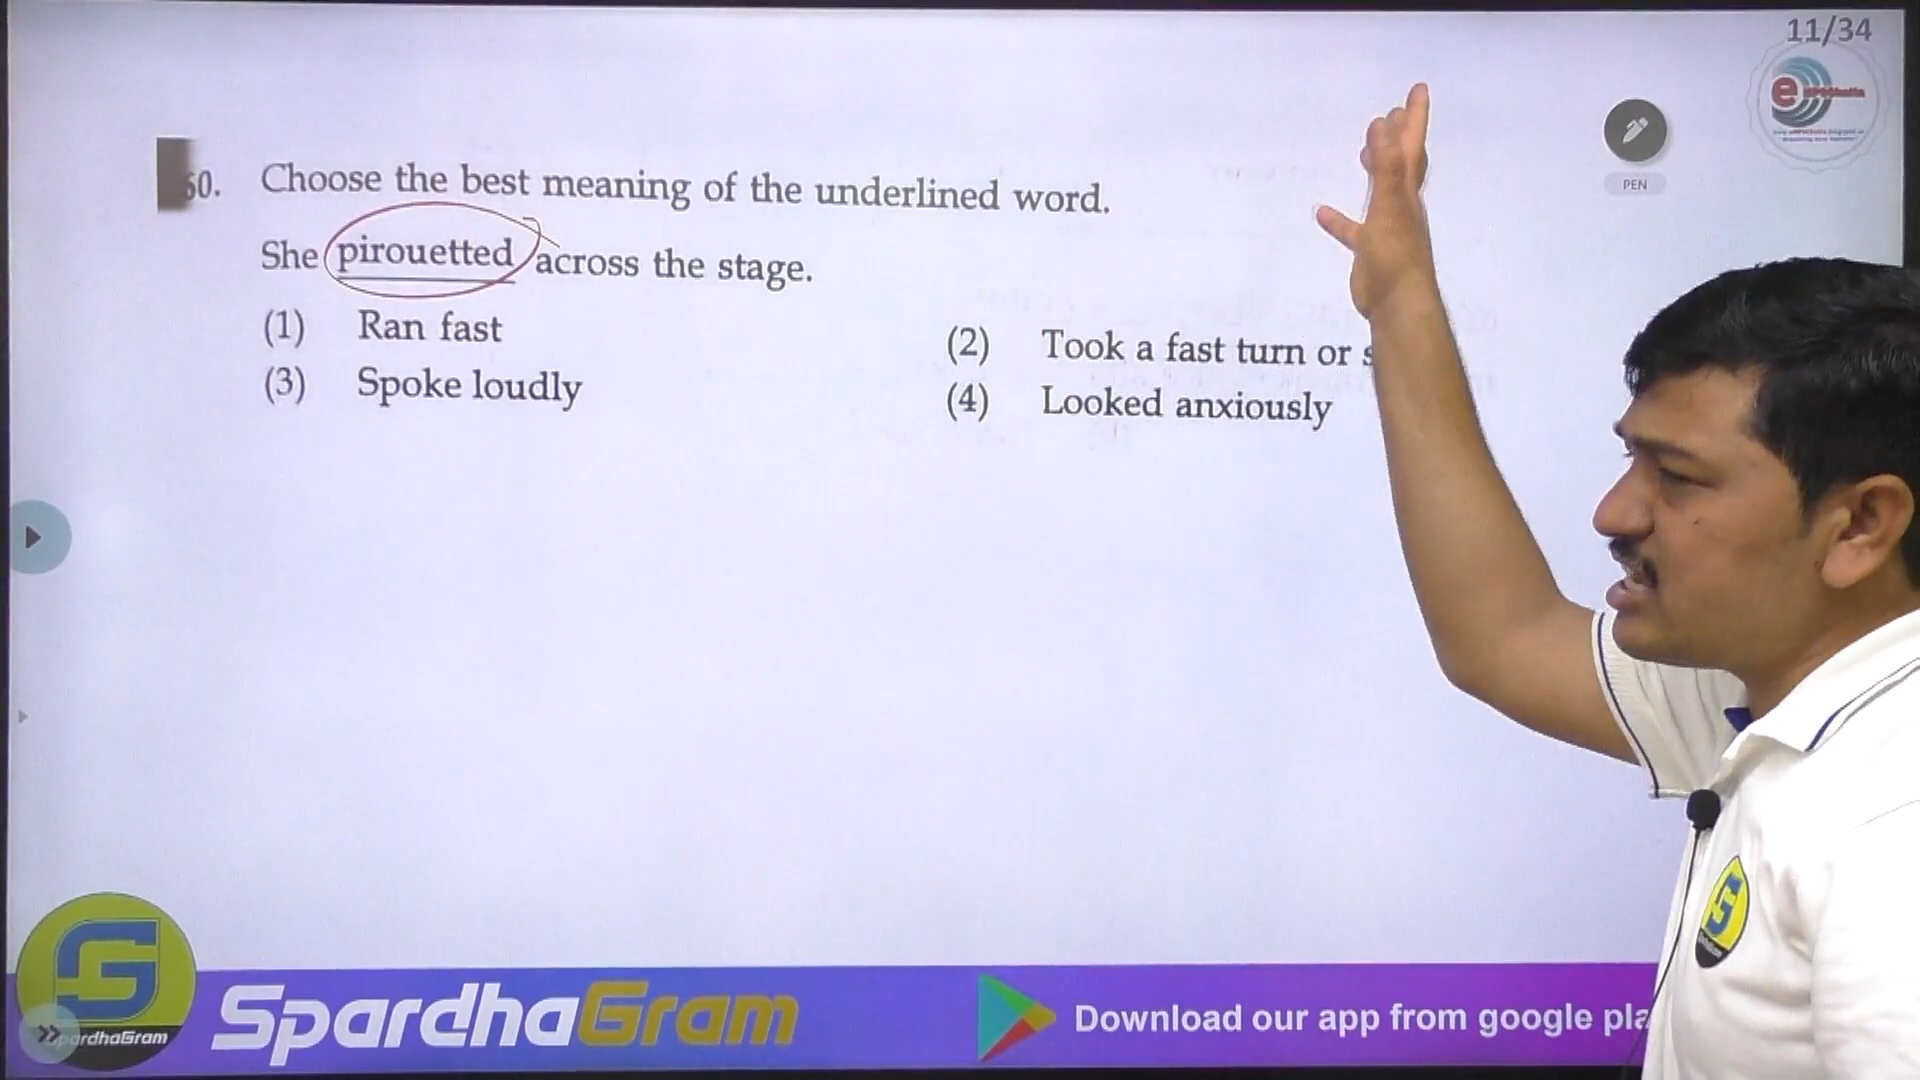 11/34
e
PEN
60. Choose the best meaning of the underlined word.
She pirouetted across the stage.
(1) Ran fast
(2) Took a fast turn or
(3) Spoke loudly
(4) Looked anxiously
SpardhaGram
Download our app from google pla